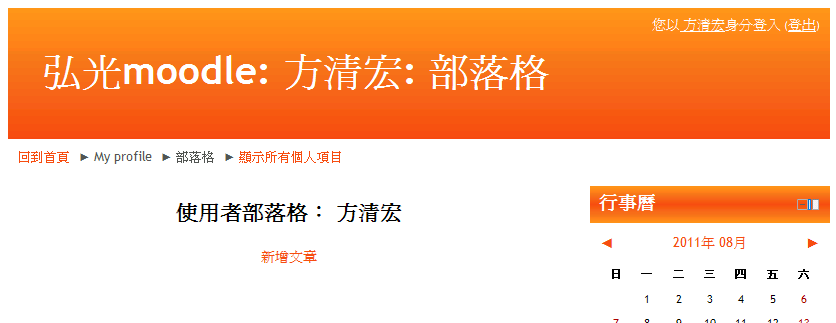 您以 方清宏身分登入 (登出)
弘光moodle: 方清宏: 部落格
回到首頁 ► My profile ► 部落格 ► 顯示所有個人項目
使用者部落格： 方清宏
新增文章
行事曆
◄ 2011年 08月 ►
日 一 二 三 四 五 六
1 2 3 4 5 6
7 8 9 10 11 12 13